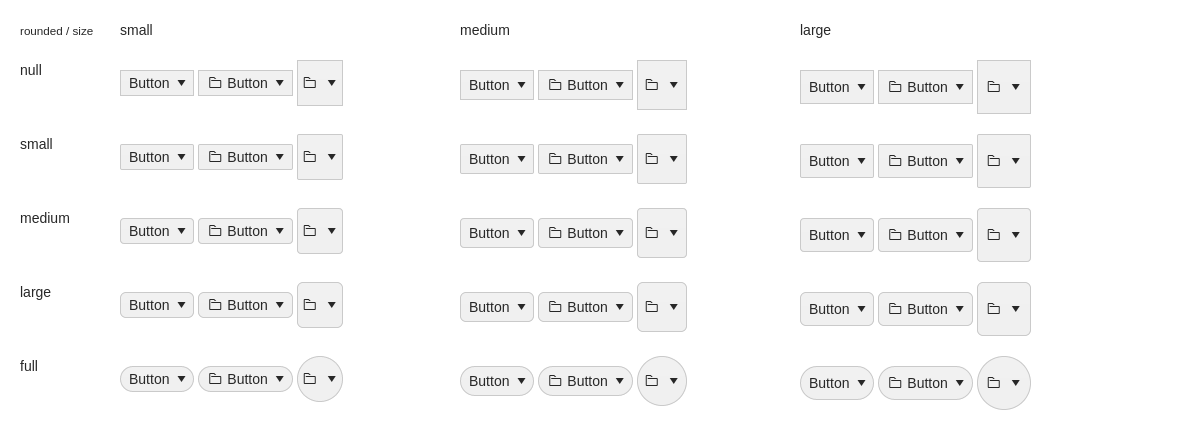 rounded / size small medium large
null Button Button Button Button Button Button
small Button Button Button Button Button Button
medium Button Button Button Button Button Button
large Button Button Button Button Button Button
full Button Button Button Button Button Button